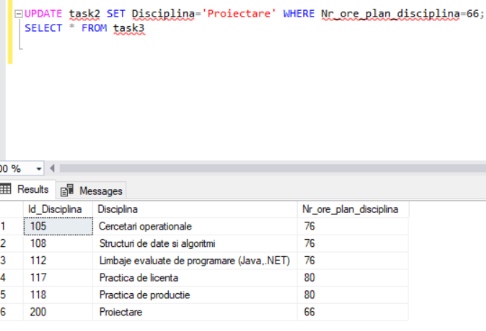 UPDATE task2 SET Disciplina='Proiectare' WHERE Nr_ore_plan_disciplina=66;
SELECT * FROM task3
00 %
Results Messages
Id_Disciplina Disciplina Nr_ore_plan_disciplina
1 105 Cercetari operationale 76
2 108 Structuri de date si algoritmi 76
3 112 Limbaje evaluate de programare (Java,.NET) 76
4 117 Practica de licenta 80
5 118 Practica de productie 80
6 200 Proiectare 66